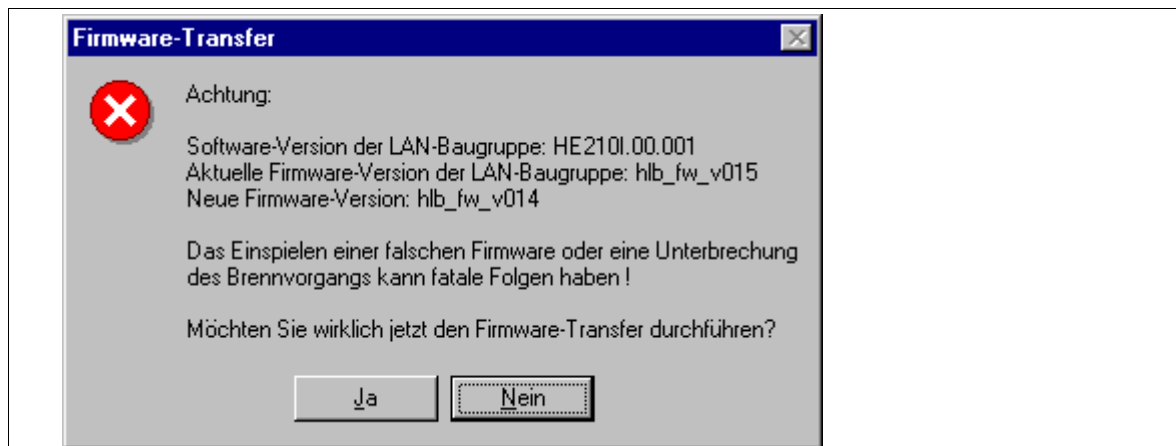 Firmware-Transfer
Achtung:
Software-Version der LAN-Baugruppe: HE210I.00.001
Aktuelle Firmware-Version der LAN-Baugruppe: hlb_fw_v015
Neue Firmware-Version: hlb_fw_v014
Das Einspielen einer falschen Firmware oder eine Unterbrechung
des Brennvorgangs kann fatale Folgen haben !
Möchten Sie wirklich jetzt den Firmware-Transfer durchführen?
Ja
Nein